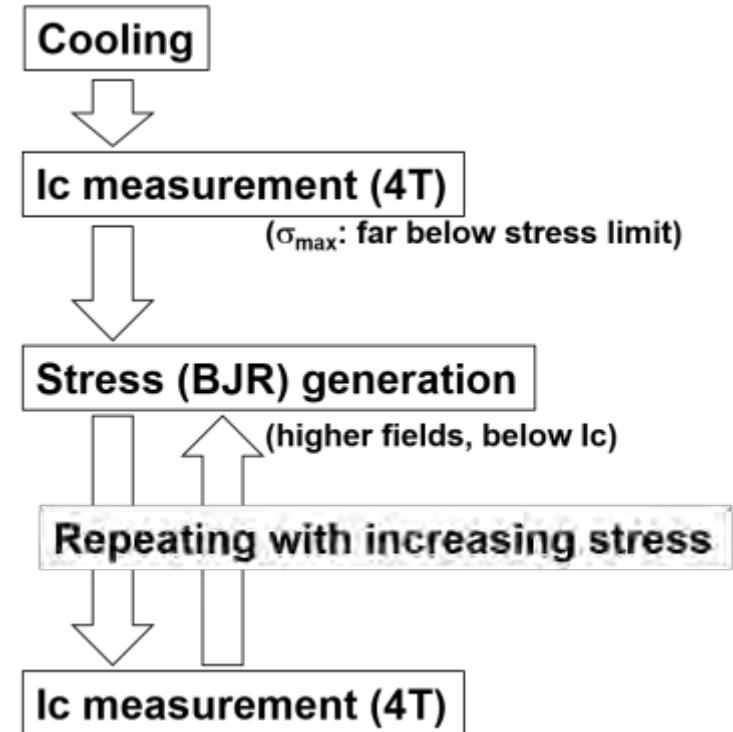 Cooling
Ic measurement (4T)
(σmax: far below stress limit)
Stress (BJR) generation
(higher fields, below Ic)
Repeating with increasing stress
Ic measurement (4T)